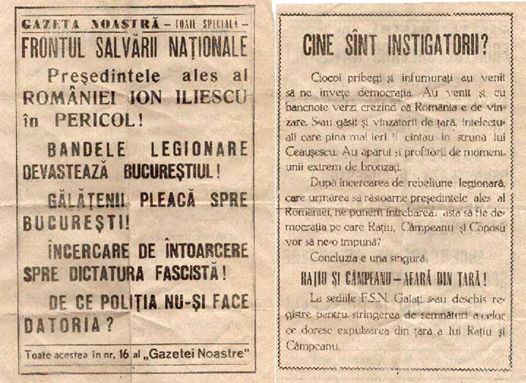 GAZETA NOASTRĂ – FOAIE SPECIALĂ –
FRONTUL SALVĂRII NAȚIONALE
Președintele ales al
ROMÂNIEI ION ILIESCU
în PERICOL!
BANDELE LEGIONARE
DEVASTEAZĂ BUCUREȘTIUL!
GĂLĂȚENII PLEACĂ SPRE
BUCUREȘTI!
ÎNCERCARE DE ÎNTOARCERE
SPRE DICTATURA FASCISTĂ!
DE CE POLIȚIA NU-ȘI FACE
DATORIA?
Toate acestea în nr. 16 al „Gazetei Noastre"
CINE SÎNT INSTIGATORII?
Ciocoi pribegi și infumurați au venit
să ne învețe democrația. Au venit și cu
bancnote verzi crezînd că România e de vîn-
zare. S-au găsit și vînzători de țară, intelectu-
ali care pîna mai ieri îi cîntau în strună lui
Ceaușescu. Au apărut și profitorii de moment,
unii extrem de bronzați.
După încercarea de rebeliune legionară,
care urmărea să răstoarne președintele ales al
României, ne punem întrebarea: asta să fie de-
mocrația pe care Rațiu, Câmpeanu și Coposu
vor să ne-o impună?
Concluzia e una singură:
RAȚIU ȘI CÂMPEANU – AFARĂ DIN ȚARĂ!
La sediile F.S.N. Galați s-au deschis re-
gistre pentru strîngerea de semnături a celor
ce doresc expulzarea din țară a lui Rațiu și
Câmpeanu.